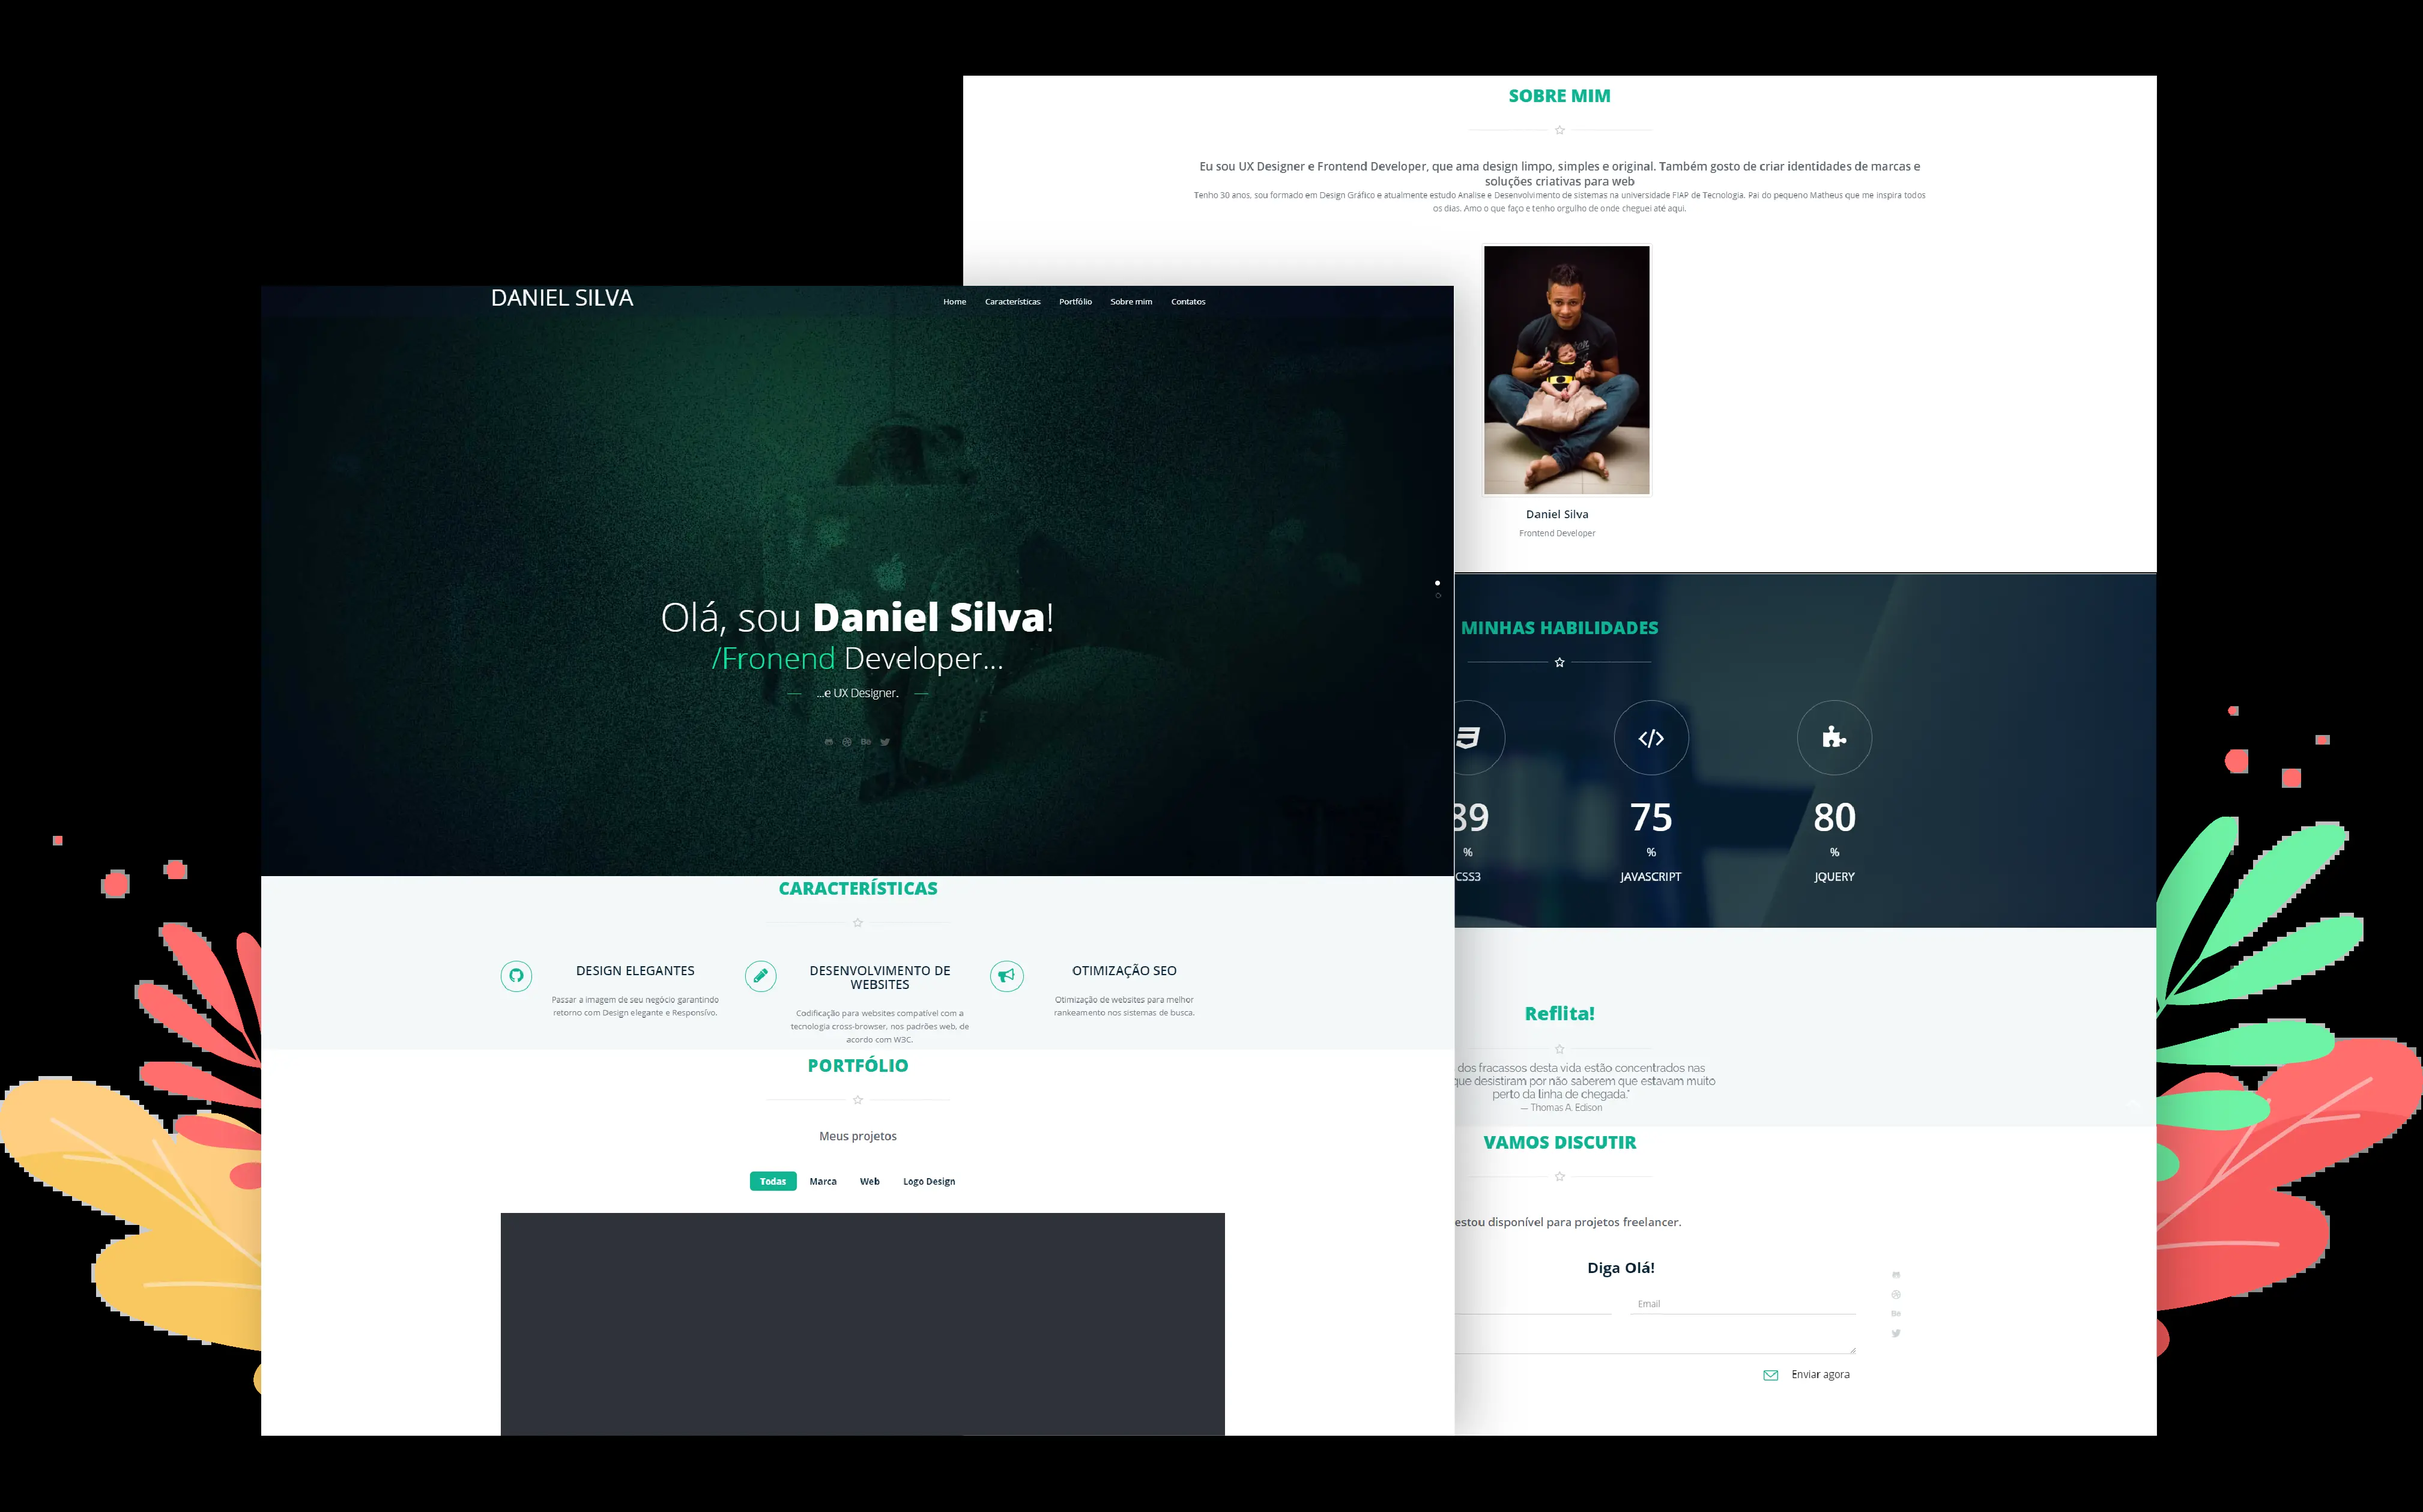 DANIEL SILVA
Home Características Portfólio Sobre mim Contatos
Olá, sou Daniel Silva!
/Fronend Developer...
...e UX Designer.
CARACTERÍSTICAS
DESIGN ELEGANTES
Passar a imagem de seu negócio garantindo
retorno com Design elegante e Responsívo.
DESENVOLVIMENTO DE
WEBSITES
Codificação para websites compatível com a
tecnologia cross-browser, nos padrões web, de
acordo com W3C.
OTIMIZAÇÃO SEO
Otimização de websites para melhor
rankeamento nos sistemas de busca.
PORTFÓLIO
Meus projetos
Todas Marca Web Logo Design
SOBRE MIM
Eu sou UX Designer e Frontend Developer, que ama design limpo, simples e original. Também gosto de criar identidades de marcas e
soluções criativas para web
Tenho 30 anos, sou formado em Design Gráfico e atualmente estudo Analise e Desenvolvimento de sistemas na universidade FIAP de Tecnologia. Pai do pequeno Matheus que me inspira todos
os dias. Amo o que faço e tenho orgulho de onde cheguei até aqui.
Daniel Silva
Frontend Developer
MINHAS HABILIDADES
89 75 80
% % %
CSS3 JAVASCRIPT JQUERY
Reflita!
dos fracassos desta vida estão concentrados nas
que desistiram por não saberem que estavam muito
perto da linha de chegada."
— Thomas A. Edison
VAMOS DISCUTIR
estou disponível para projetos freelancer.
Diga Olá!
Email
Enviar agora